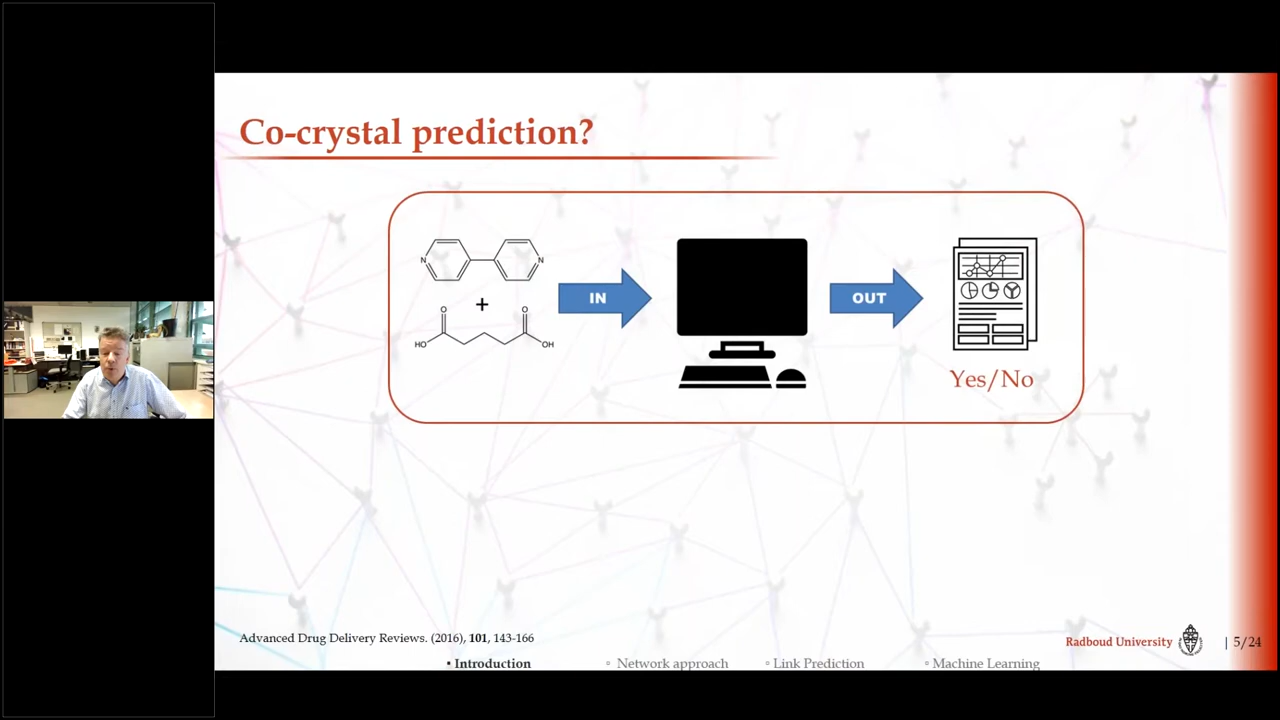 Co-crystal prediction?
N
N
+
O
O
HO
OH
IN
OUT
Yes/No
Advanced Drug Delivery Reviews. (2016), 101, 143-166
Radboud University
| 5/24
▪ Introduction
▫ Network approach
▫ Link Prediction
▫ Machine Learning